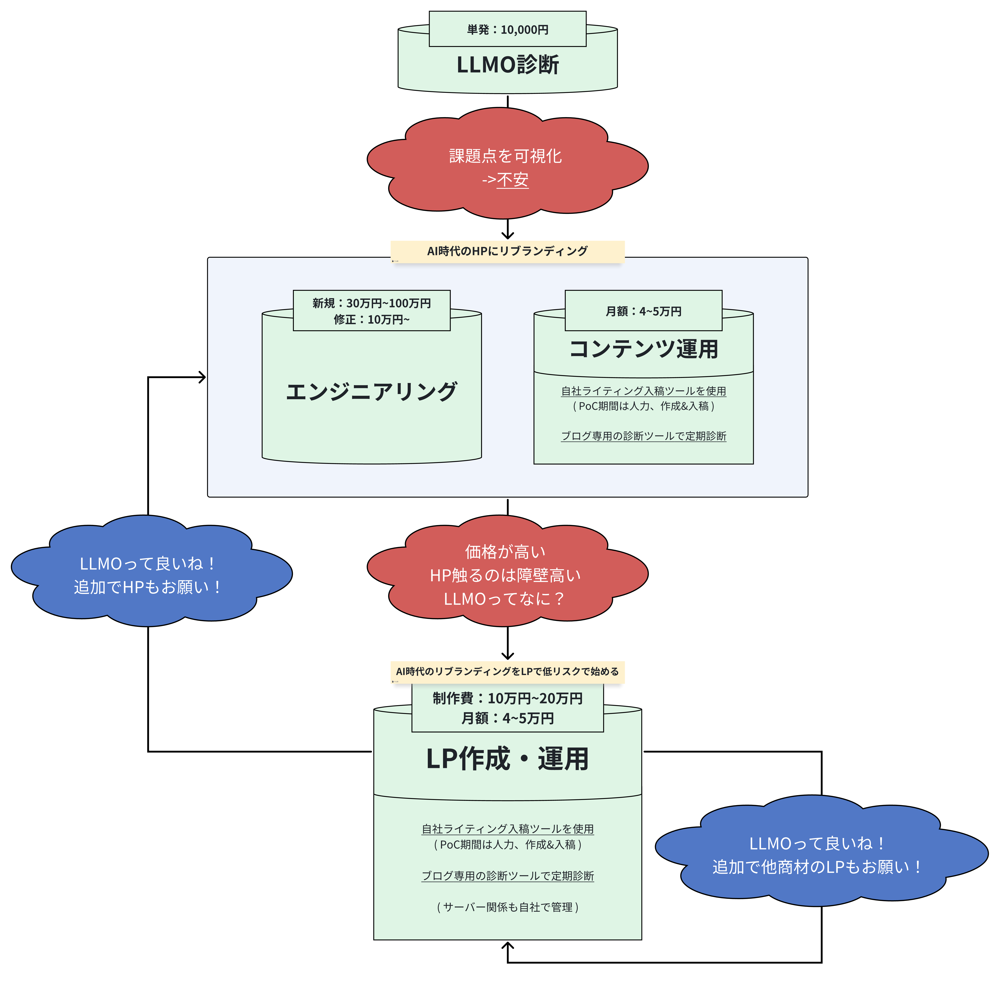 単発：10,000円
LLMO診断
課題点を可視化
->不安
AI時代のHPにリブランディング
新規：30万円~100万円
修正：10万円~
エンジニアリング
月額：4~5万円
コンテンツ運用
自社ライティング入稿ツールを使用
( PoC期間は人力、作成&入稿 )
ブログ専用の診断ツールで定期診断
LLMOって良いね！
追加でHPもお願い！
価格が高い
HP触るのは障壁高い
LLMOってなに？
AI時代のリブランディングをLPで低リスクで始める
制作費：10万円~20万円
月額：4~5万円
LP作成・運用
自社ライティング入稿ツールを使用
( PoC期間は人力、作成&入稿 )
ブログ専用の診断ツールで定期診断
( サーバー関係も自社で管理 )
LLMOって良いね！
追加で他商材のLPもお願い！